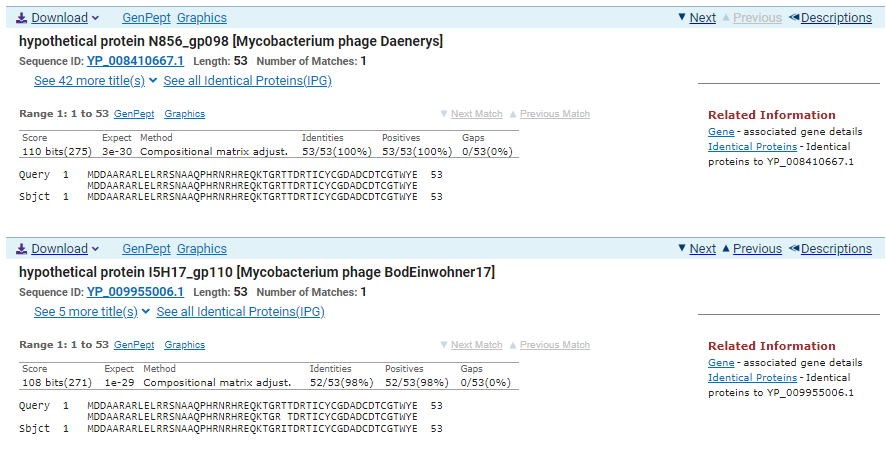 Download GenPept Graphics Next Previous Descriptions
hypothetical protein N856_gp098 [Mycobacterium phage Daenerys]
Sequence ID: YP_008410667.1 Length: 53 Number of Matches: 1
See 42 more title(s) See all Identical Proteins(IPG)
Range 1: 1 to 53 GenPept Graphics Next Match Previous Match
Related Information
Gene - associated gene details
Identical Proteins - Identical
proteins to YP_008410667.1
Score Expect Method Identities Positives Gaps
110 bits(275) 3e-30 Compositional matrix adjust. 53/53(100%) 53/53(100%) 0/53(0%)
Query 1 MDDAARARLELRRSNAAQPHRNRHREQKTGRTTDRTICYCGDADCDTCGTWYE 53
MDDAARARLELRRSNAAQPHRNRHREQKTGRTTDRTICYCGDADCDTCGTWYE
Sbjct 1 MDDAARARLELRRSNAAQPHRNRHREQKTGRTTDRTICYCGDADCDTCGTWYE 53
Download GenPept Graphics Next Previous Descriptions
hypothetical protein I5H17_gp110 [Mycobacterium phage BodEinwohner17]
Sequence ID: YP_009955006.1 Length: 53 Number of Matches: 1
See 5 more title(s) See all Identical Proteins(IPG)
Range 1: 1 to 53 GenPept Graphics Next Match Previous Match
Related Information
Gene - associated gene details
Identical Proteins - Identical
proteins to YP_009955006.1
Score Expect Method Identities Positives Gaps
108 bits(271) 1e-29 Compositional matrix adjust. 52/53(98%) 52/53(98%) 0/53(0%)
Query 1 MDDAARARLELRRSNAAQPHRNRHREQKTGRTTDRTICYCGDADCDTCGTWYE 53
MDDAARARLELRRSNAAQPHRNRHREQKTGR TDRTICYCGDADCDTCGTWYE
Sbjct 1 MDDAARARLELRRSNAAQPHRNRHREQKTGRITDRTICYCGDADCDTCGTWYE 53